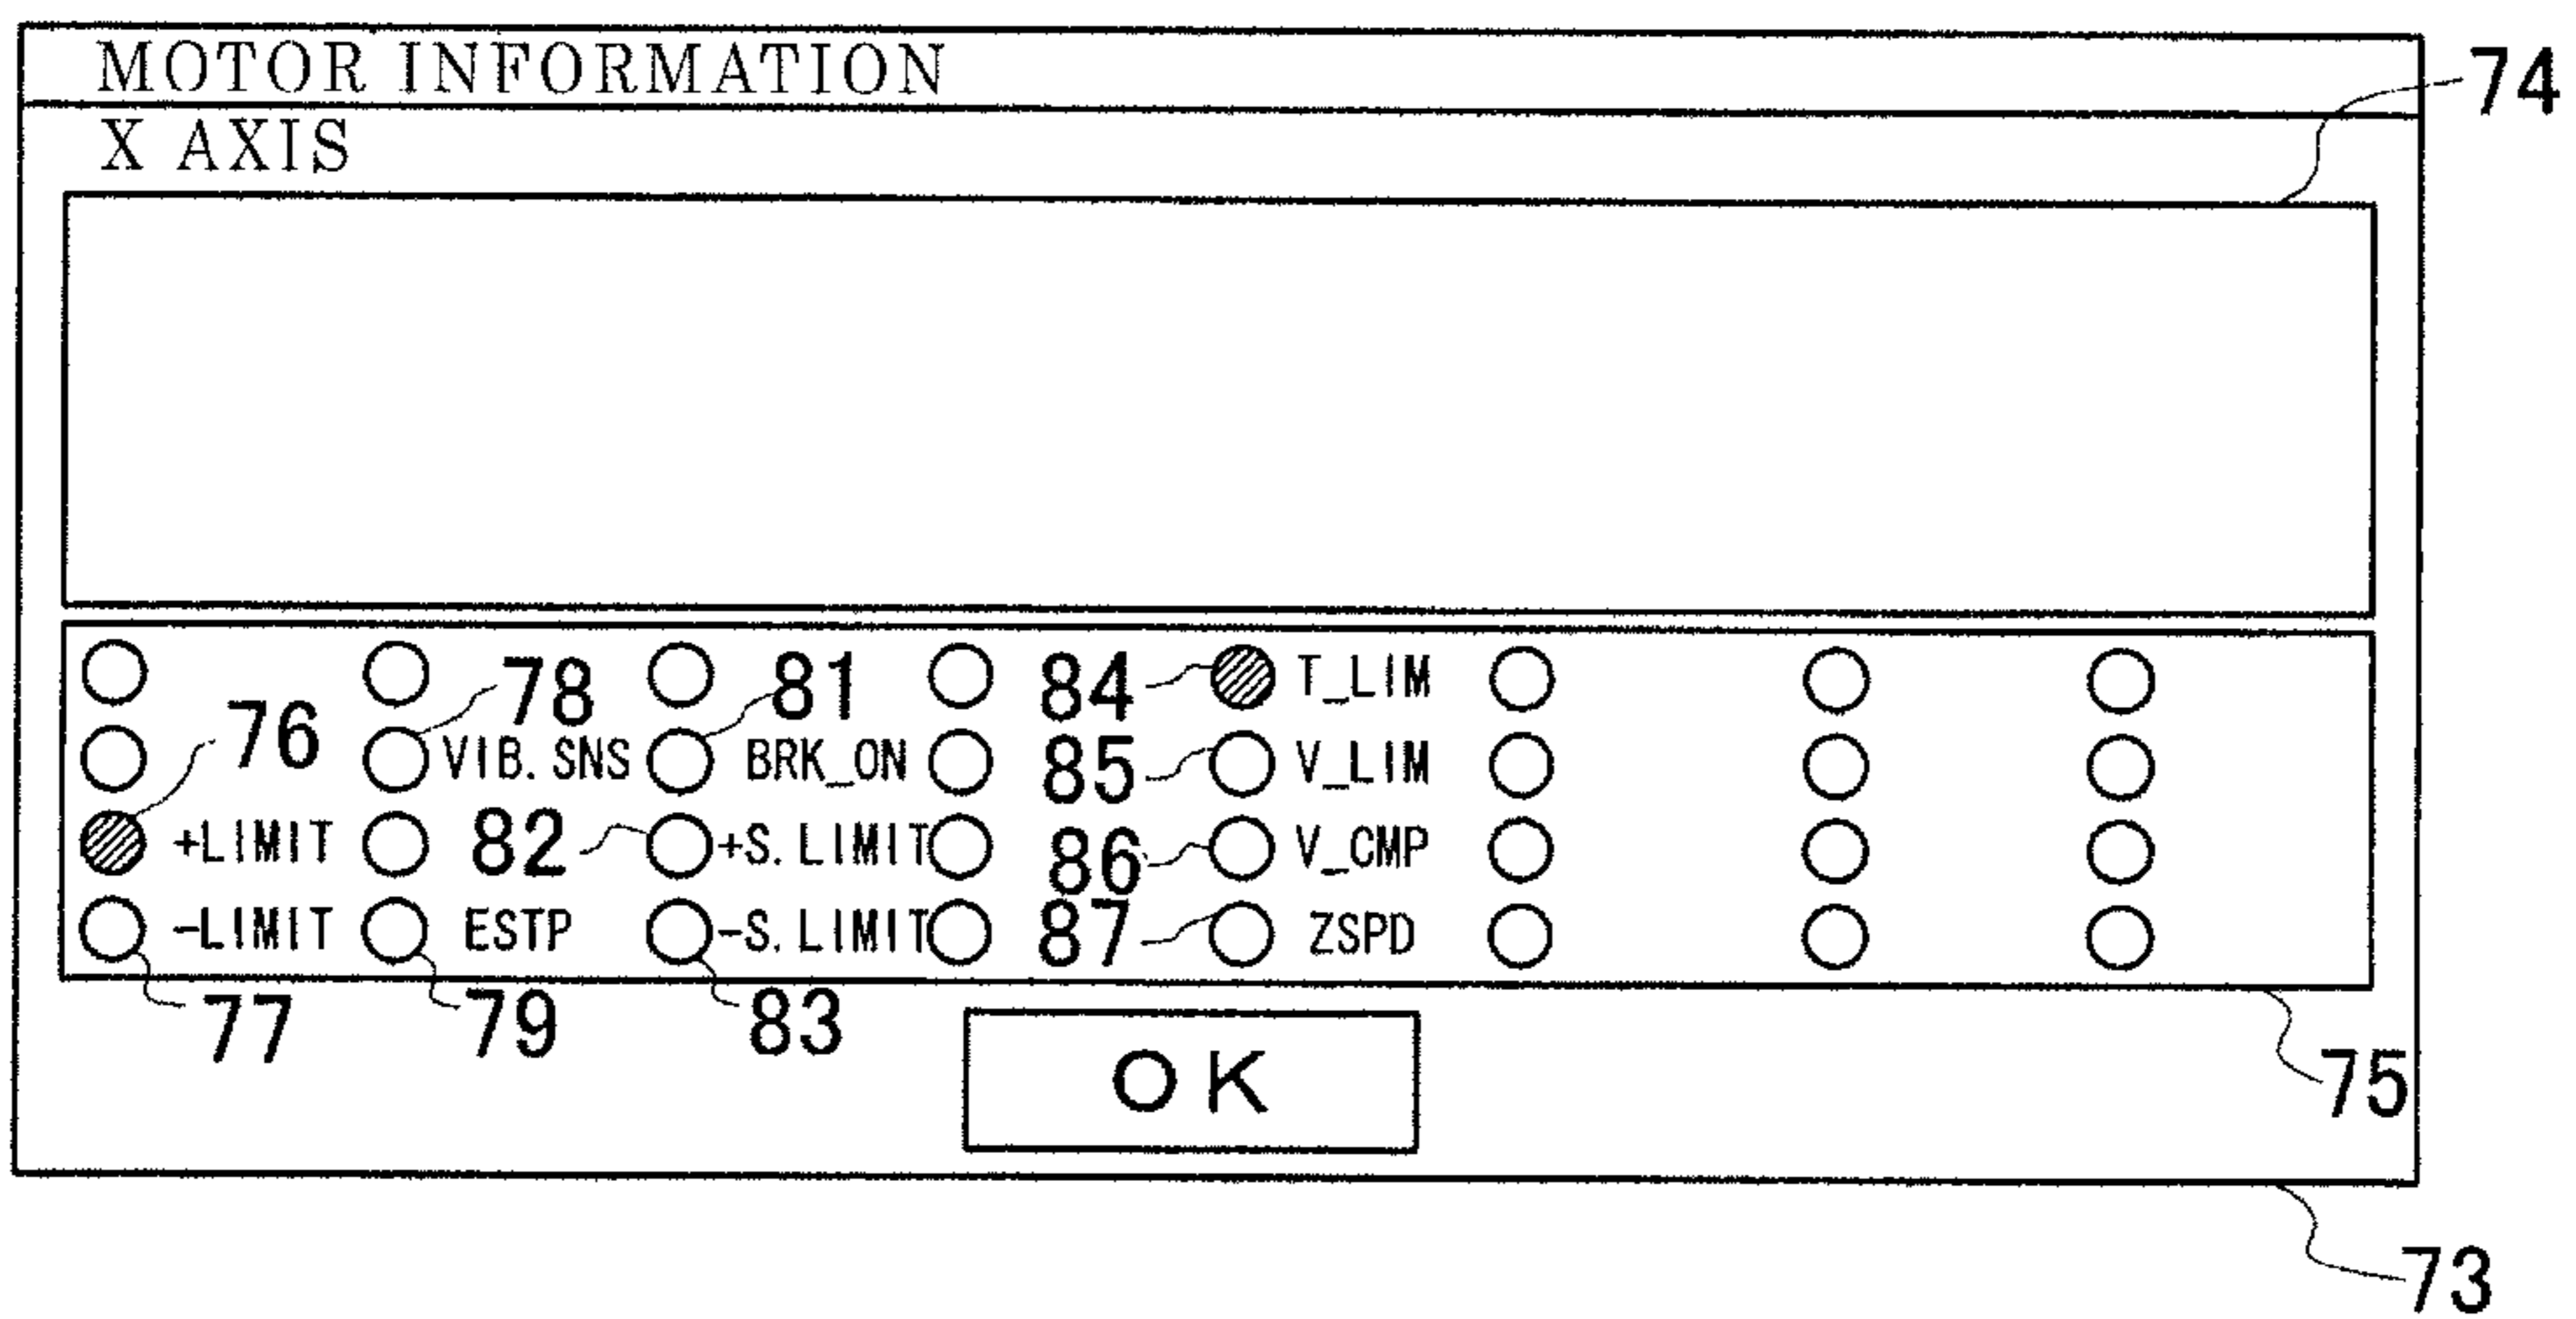 MOTOR INFORMATION
74
X AXIS
84 T_LIM
76 78 VIB.SNS 81 BRK_ON 85 V_LIM
+LIMIT 82 +S.LIMIT 86 V_CMP
-LIMIT ESTP -S.LIMIT 87 ZSPD
77 79 83
OK
75
73